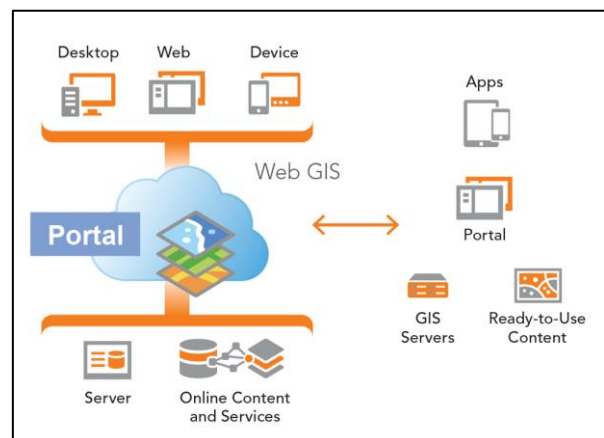 Desktop
Web
Device
Web GIS
Portal
Server
Online Content
and Services
Apps
Portal
GIS
Servers
Ready-to-Use
Content